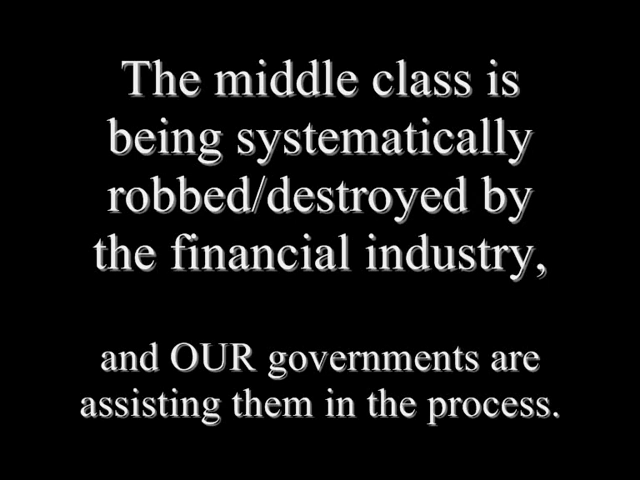 The middle class is
being systematically
robbed/destroyed by
the financial industry,
and OUR governments are
assisting them in the process.